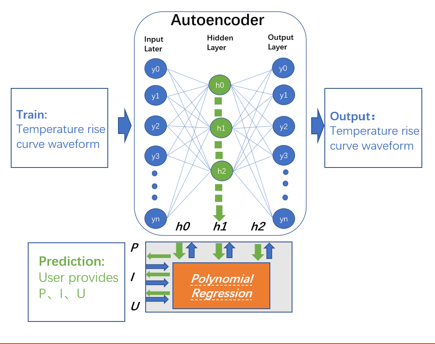 Autoencoder
Input
Later
Hidden
Layer
Output
Layer
y0
y1
y2
y3
yn
h0
h1
h2
y0
y1
y2
y3
yn
Train:
Temperature rise
curve waveform
Output：
Temperature rise
curve waveform
h0 h1 h2
P
I
U
Prediction:
User provides
P、I、U
Polynomial
Regression